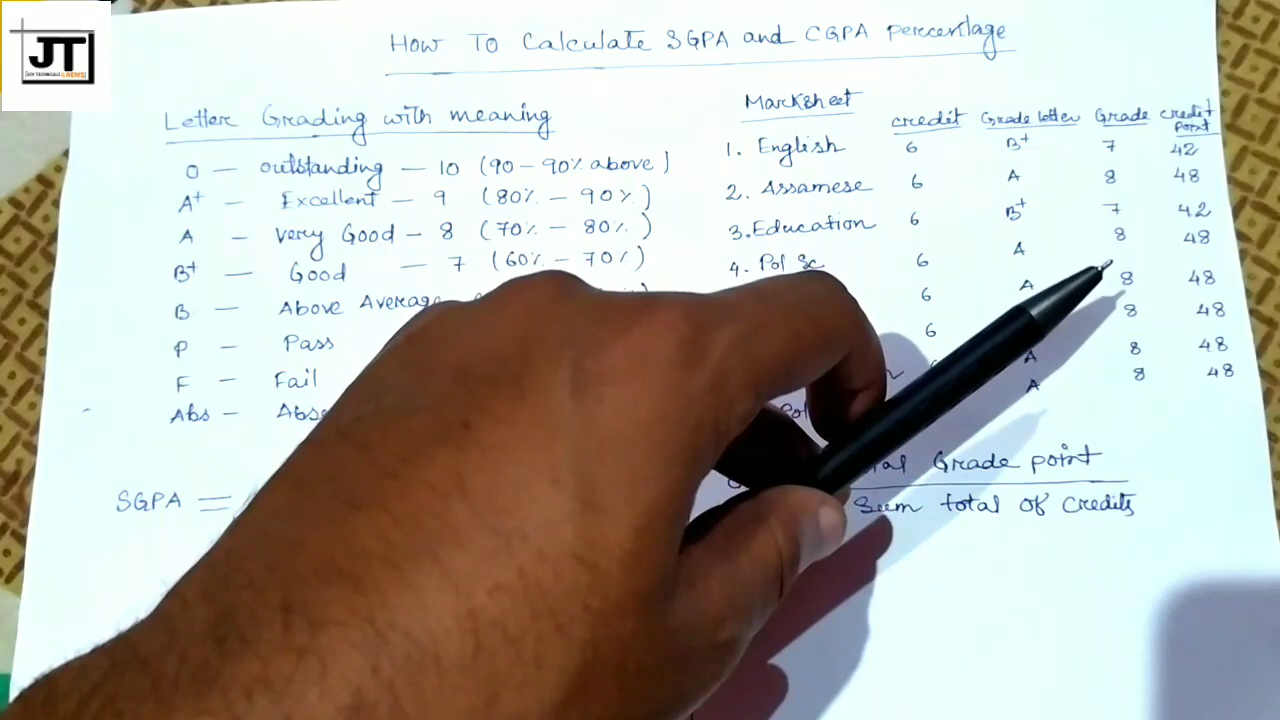 JT
How To Calculate SGPA and CGPA percentage
Letter Grading with meaning
O — outstanding — 10 (90 – 90% above)
A+ — Excellent — 9 (80% – 90%)
A — very Good – 8 (70% – 80%)
B+ — Good — 7 (60% – 70%)
B — Above Average
P — Pass
F — Fail
Abs –
SGPA =
Marksheet
credit Grade letter Grade credit point
1. English 6 B+ 7 42
2. Assamese 6 A 8 48
3. Education 6 B+ 7 42
4. Pol Sc 6 A 8 48
6 A 8 48
6 8 48
A 8 48
Pol A 8 48
Grade point
Sum total of Credits